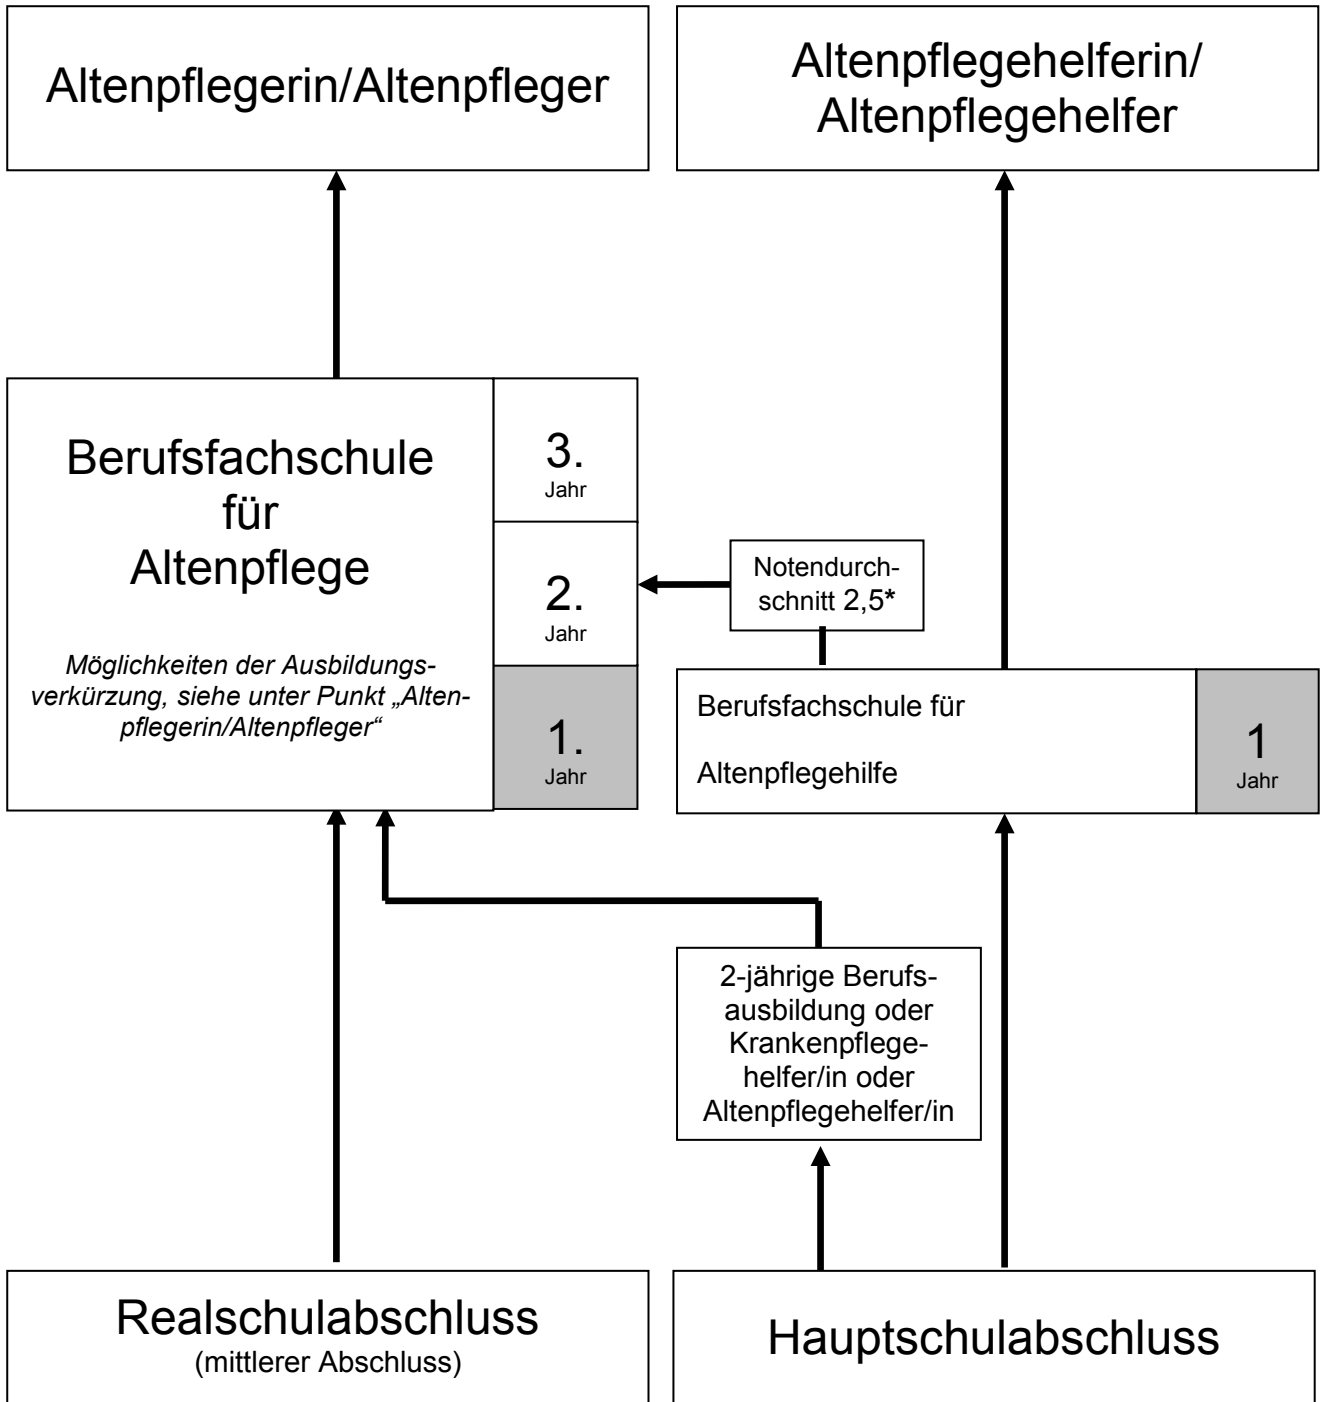 Altenpflegerin/Altenpfleger
Altenpflegehelferin/
Altenpflegehelfer
Berufsfachschule
für
Altenpflege
Möglichkeiten der Ausbildungs-
verkürzung, siehe unter Punkt „Alten-
pflegerin/Altenpfleger“
3.
Jahr
2.
Jahr
1.
Jahr
Notendurch-
schnitt 2,5*
Berufsfachschule für
Altenpflegehilfe
1
Jahr
2-jährige Berufs-
ausbildung oder
Krankenpflege-
helfer/in oder
Altenpflegehelfer/in
Realschulabschluss
(mittlerer Abschluss)
Hauptschulabschluss